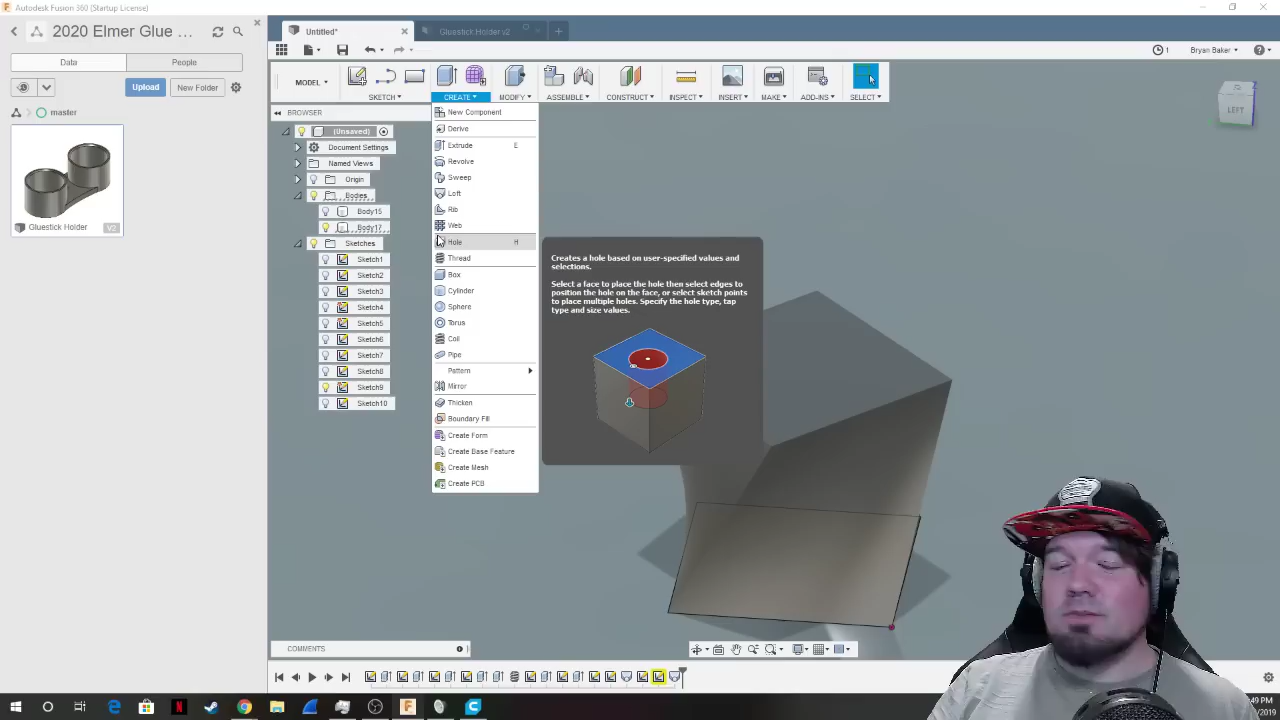 Autodesk Fusion 360 (Startup License)
2020 Elmer Glue ...
Data
People
Upload
New Folder
master
Gluestick Holder
V2
Untitled*
Gluestick Holder v2
1
Bryan Baker
MODEL
SKETCH
CREATE
MODIFY
ASSEMBLE
CONSTRUCT
INSPECT
INSERT
MAKE
ADD-INS
SELECT
BROWSER
(Unsaved)
Document Settings
Named Views
Origin
Bodies
Body15
Body17
Sketches
Sketch1
Sketch2
Sketch3
Sketch4
Sketch5
Sketch6
Sketch7
Sketch8
Sketch9
Sketch10
New Component
Derive
Extrude E
Revolve
Sweep
Loft
Rib
Web
Hole H
Thread
Box
Cylinder
Sphere
Torus
Coil
Pipe
Pattern
Mirror
Thicken
Boundary Fill
Create Form
Create Base Feature
Create Mesh
Create PCB
Creates a hole based on user-specified values and
selections.
Select a face to place the hole then select edges to
position the hole on the face, or select sketch points
to place multiple holes. Specify the hole type, tap
type and size values.
LEFT
COMMENTS